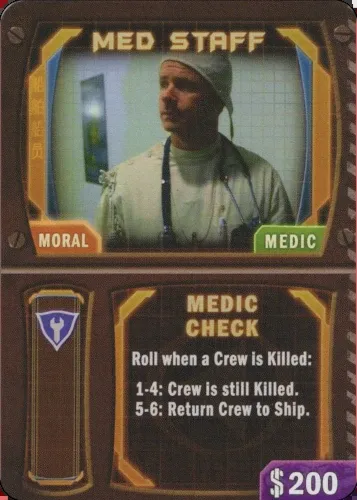 MED STAFF
MORAL
MEDIC
MEDIC
CHECK
Roll when a Crew is Killed:
1-4: Crew is still Killed.
5-6: Return Crew to Ship.
$200